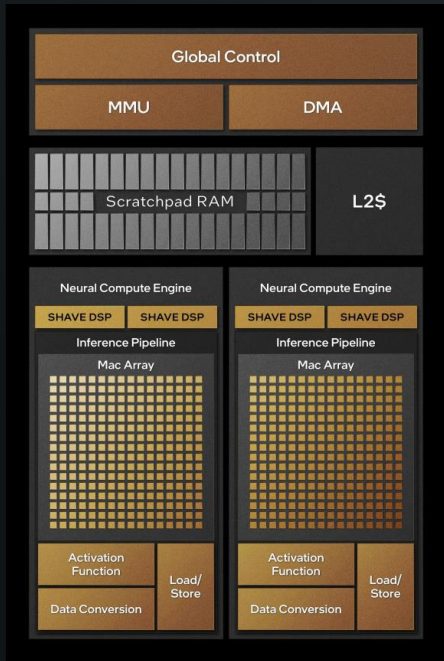 Global Control
MMU
DMA
Scratchpad RAM
L2$
Neural Compute Engine
SHAVE DSP
SHAVE DSP
Inference Pipeline
Mac Array
Activation
Function
Data Conversion
Load/
Store
Neural Compute Engine
SHAVE DSP
SHAVE DSP
Inference Pipeline
Mac Array
Activation
Function
Data Conversion
Load/
Store